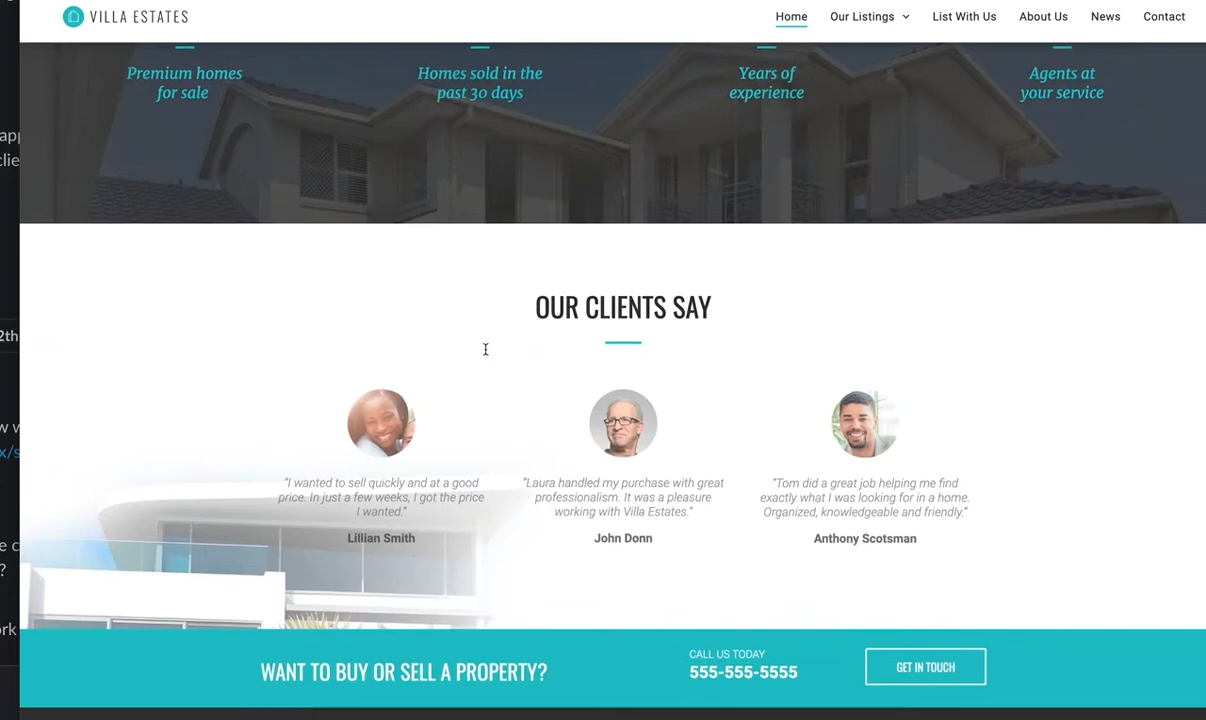 VILLA ESTATES
Home Our Listings List With Us About Us News Contact
Premium homes
for sale
Homes sold in the
past 30 days
Years of
experience
Agents at
your service
OUR CLIENTS SAY
"I wanted to sell quickly and at a good
price. In just a few weeks, I got the price
I wanted."
Lillian Smith
"Laura handled my purchase with great
professionalism. It was a pleasure
working with Villa Estates."
John Donn
"Tom did a great job helping me find
exactly what I was looking for in a home.
Organized, knowledgeable and friendly."
Anthony Scotsman
WANT TO BUY OR SELL A PROPERTY?
CALL US TODAY
555-555-5555
GET IN TOUCH